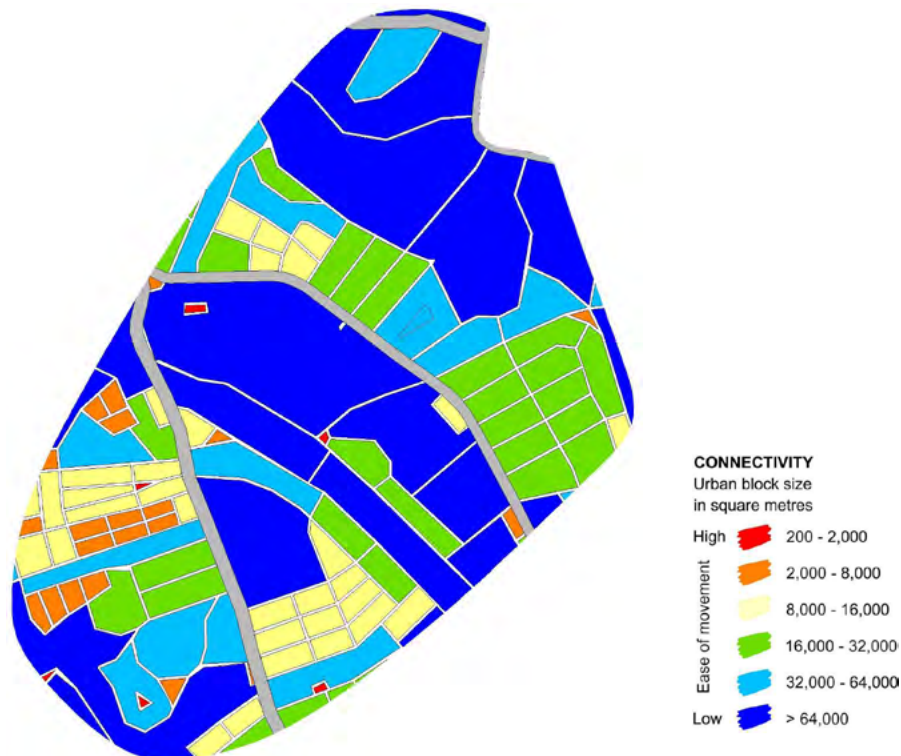 CONNECTIVITY
Urban block size
in square metres
High
200 - 2,000
2,000 - 8,000
Ease of movement
8,000 - 16,000
16,000 - 32,000
32,000 - 64,000
Low
> 64,000